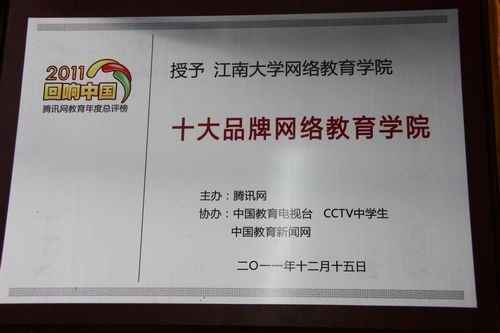 2011
回响中国
腾讯网教育年度总评榜
授予 江南大学网络教育学院
十大品牌网络教育学院
主办：腾讯网
协办：中国教育电视台 CCTV中学生
中国教育新闻网
二〇一一年十二月十五日